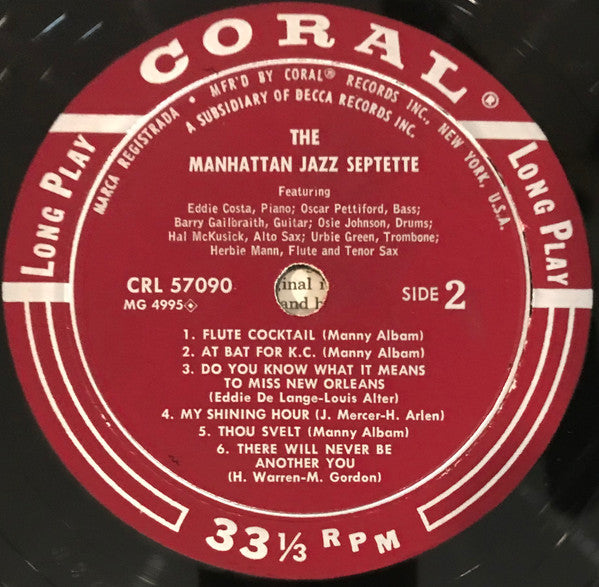 CORAL®
MARCA REGISTRADA • MFR'D BY CORAL® RECORDS INC., NEW YORK, U.S.A.
A SUBSIDIARY OF DECCA RECORDS INC.
LONG PLAY
LONG PLAY
THE
MANHATTAN JAZZ SEPTETTE
Featuring
Eddie Costa, Piano; Oscar Pettiford, Bass;
Barry Gailbraith, Guitar; Osie Johnson, Drums;
Hal McKusick, Alto Sax; Urbie Green, Trombone;
Herbie Mann, Flute and Tenor Sax
CRL 57090
MG 4995
SIDE 2
inal
and
1. FLUTE COCKTAIL (Manny Albam)
2. AT BAT FOR K.C. (Manny Albam)
3. DO YOU KNOW WHAT IT MEANS
TO MISS NEW ORLEANS
(Eddie De Lange-Louis Alter)
4. MY SHINING HOUR (J. Mercer-H. Arlen)
5. THOU SVELT (Manny Albam)
6. THERE WILL NEVER BE
ANOTHER YOU
(H. Warren-M. Gordon)
33⅓ RPM